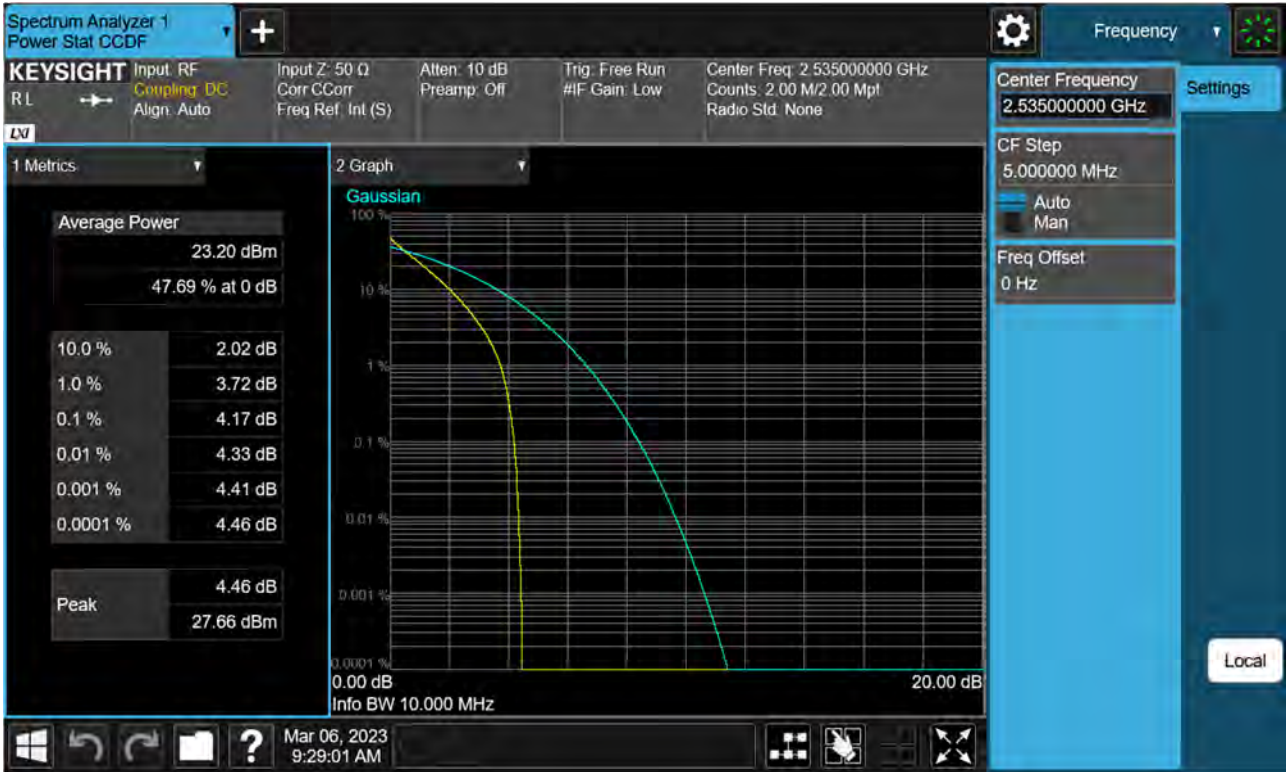 Spectrum Analyzer 1
Power Stat CCDF
+
Frequency
KEYSIGHT
RL
LXI
Input: RF
Coupling: DC
Align: Auto
Input Z: 50 Ω
Corr CCorr
Freq Ref: Int (S)
Atten: 10 dB
Preamp: Off
Trig: Free Run
#IF Gain: Low
Center Freq: 2.535000000 GHz
Counts: 2.00 M/2.00 Mpt
Radio Std: None
Center Frequency
2.535000000 GHz
Settings
CF Step
5.000000 MHz
Auto
Man
Freq Offset
0 Hz
Local
1 Metrics
Average Power
23.20 dBm
47.69 % at 0 dB
10.0 % 2.02 dB
1.0 % 3.72 dB
0.1 % 4.17 dB
0.01 % 4.33 dB
0.001 % 4.41 dB
0.0001 % 4.46 dB
Peak
4.46 dB
27.66 dBm
2 Graph
Gaussian
100 %
10 %
1 %
0.1 %
0.01 %
0.001 %
0.0001 %
0.00 dB 20.00 dB
Info BW 10.000 MHz
?
Mar 06, 2023
9:29:01 AM